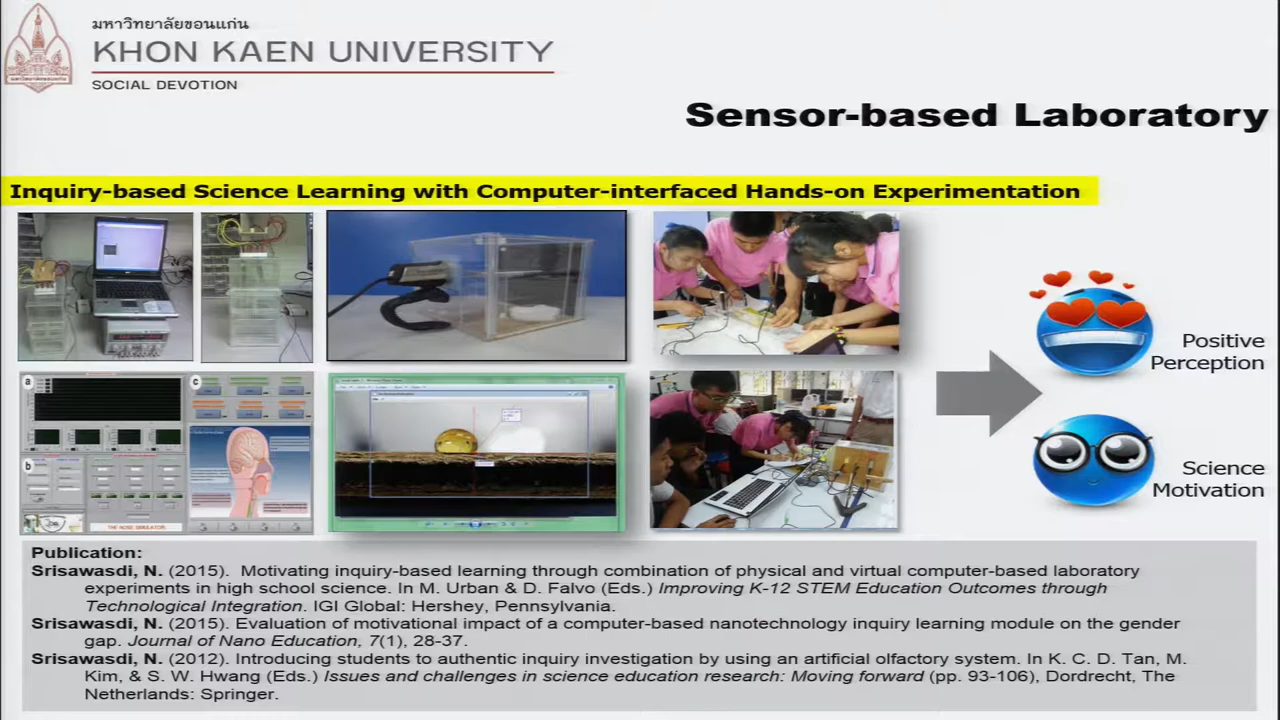 มหาวิทยาลัยขอนแก่น
KHON KAEN UNIVERSITY
SOCIAL DEVOTION
Sensor-based Laboratory
Inquiry-based Science Learning with Computer-interfaced Hands-on Experimentation
a
c
b
THE NOSE SIMULATOR
Positive
Perception
Science
Motivation
Publication:
Srisawasdi, N. (2015). Motivating inquiry-based learning through combination of physical and virtual computer-based laboratory
experiments in high school science. In M. Urban & D. Falvo (Eds.) Improving K-12 STEM Education Outcomes through
Technological Integration. IGI Global: Hershey, Pennsylvania.
Srisawasdi, N. (2015). Evaluation of motivational impact of a computer-based nanotechnology inquiry learning module on the gender
gap. Journal of Nano Education, 7(1), 28-37.
Srisawasdi, N. (2012). Introducing students to authentic inquiry investigation by using an artificial olfactory system. In K. C. D. Tan, M.
Kim, & S. W. Hwang (Eds.) Issues and challenges in science education research: Moving forward (pp. 93-106), Dordrecht, The
Netherlands: Springer.